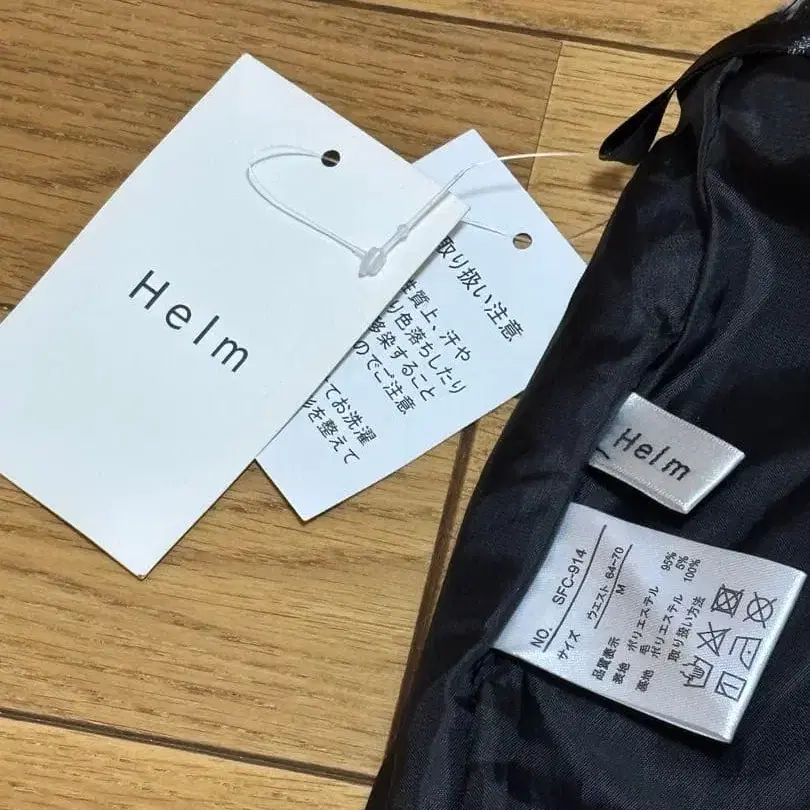 Helm
取り扱い注意
性質上、汗や
り色落ちしたり
移染すること
のでご注意
てお洗濯
形を整えて
Helm
NO. SFC-914
サイズ ウエスト 64-70
M
品質表示
表地 ポリエステル 95%
毛 5%
裏地 ポリエステル 100%
取り扱い方法